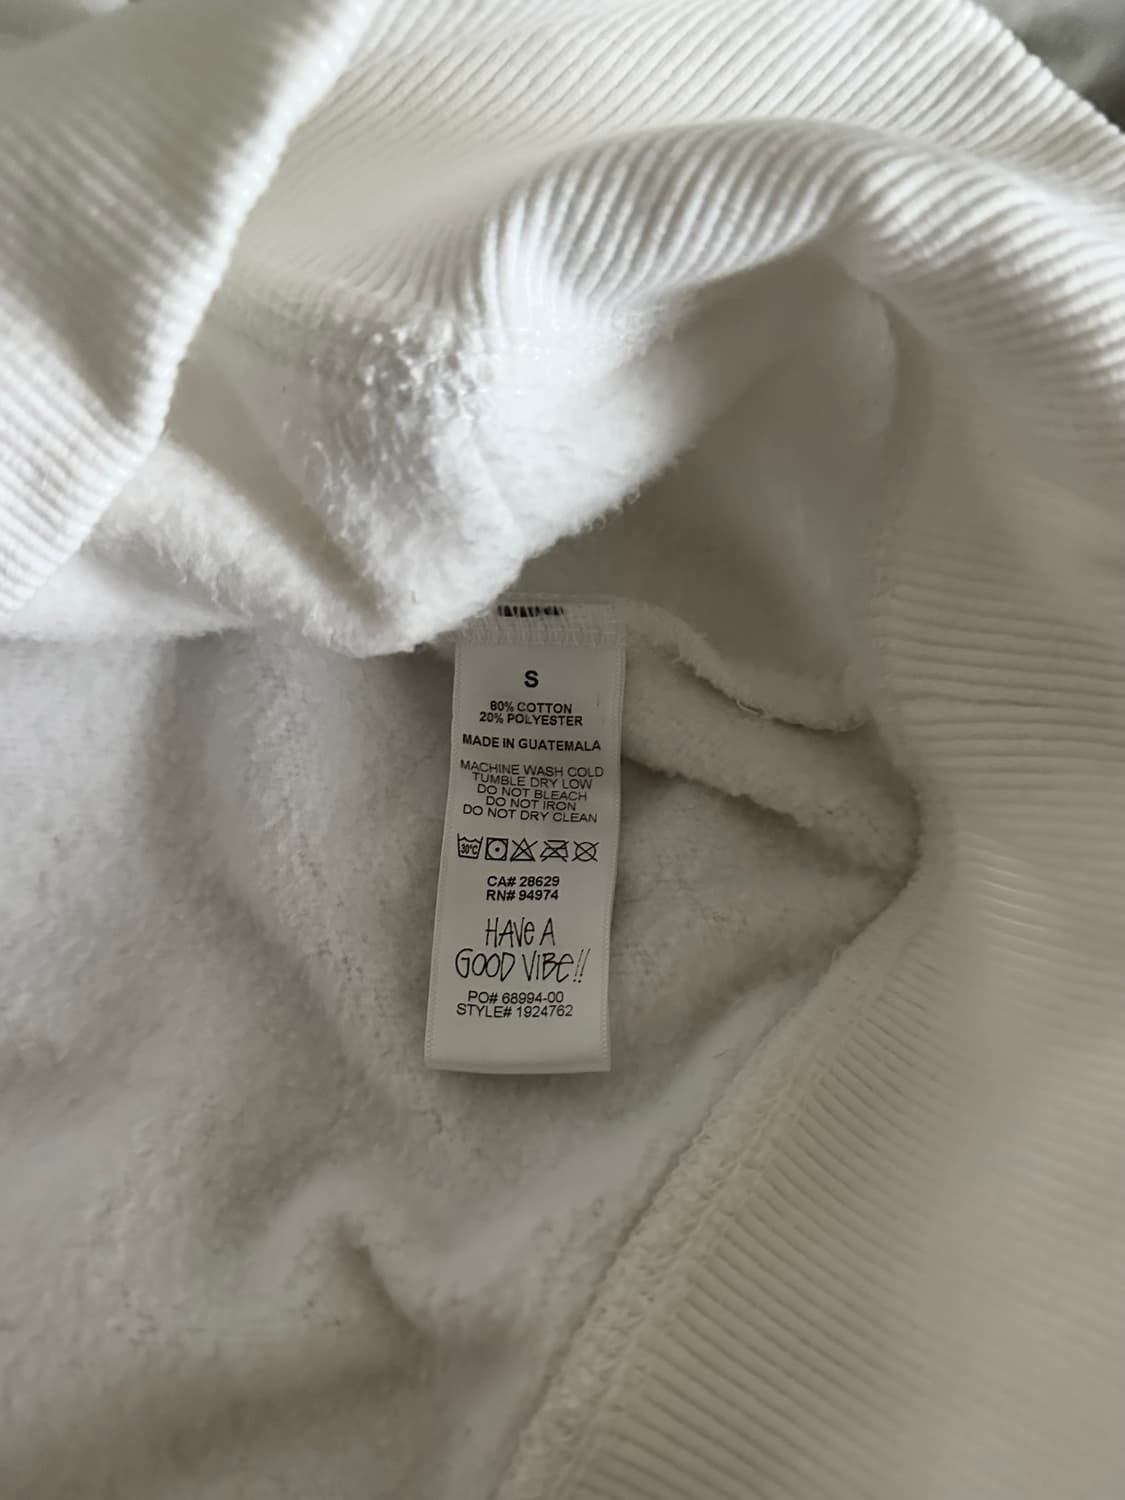 S
80% COTTON
20% POLYESTER
MADE IN GUATEMALA
MACHINE WASH COLD
TUMBLE DRY LOW
DO NOT BLEACH
DO NOT IRON
DO NOT DRY CLEAN
30°C
CA# 28629
RN# 94974
HAVE A
GOOD VIBE!!
PO# 68994-00
STYLE# 1924762